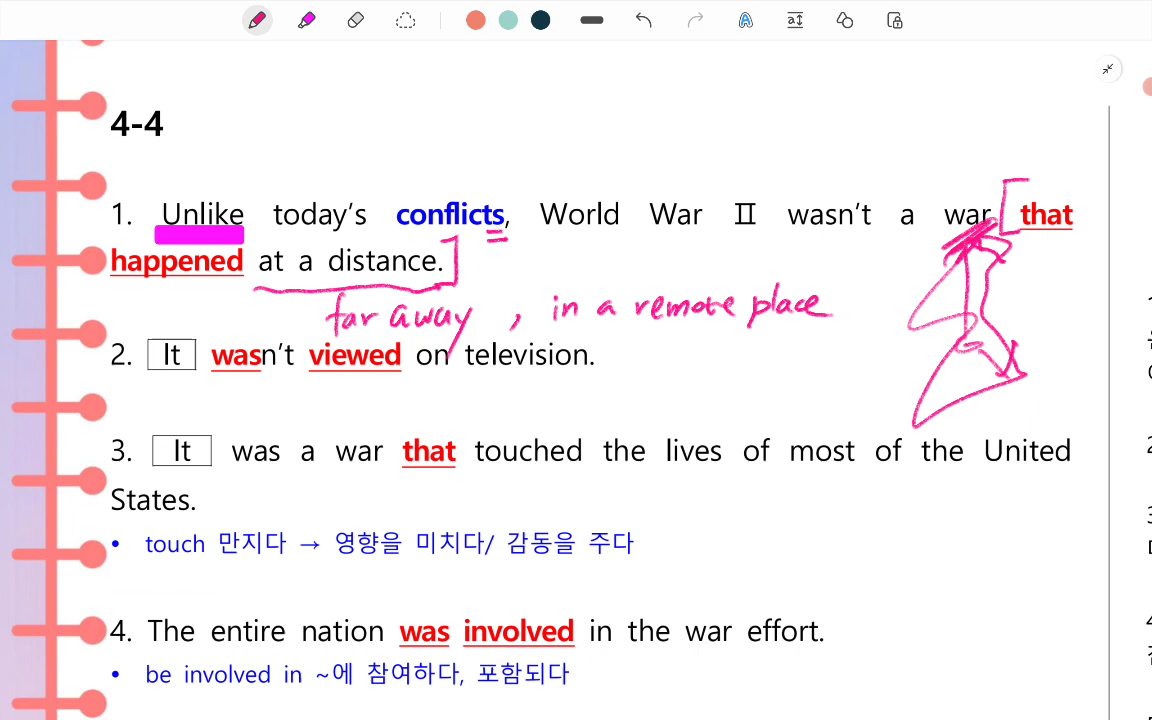 4-4
1. Unlike today's conflicts, World War Ⅱ wasn't a war [that
happened at a distance.]
far away , in a remote place
2. It wasn't viewed on television.
3. It was a war that touched the lives of most of the United
States.
• touch 만지다 → 영향을 미치다/ 감동을 주다
4. The entire nation was involved in the war effort.
• be involved in ~에 참여하다, 포함되다